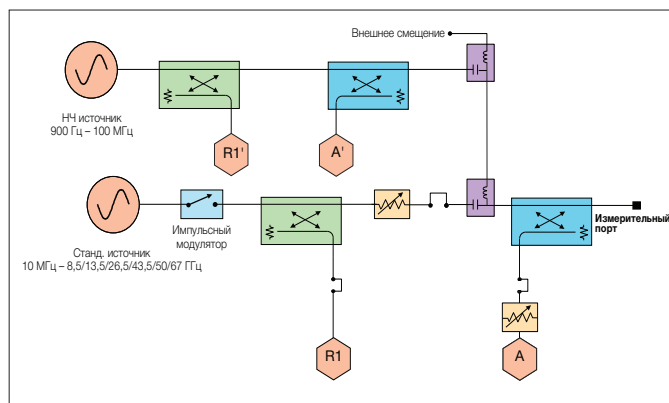 Внешнее смещение
НЧ источник
900 Гц – 100 МГц
R1'
A'
Импульсный
модулятор
Измерительный
порт
Станд. источник
10 МГц – 8,5/13,5/26,5/43,5/50/67 ГГц
R1
A